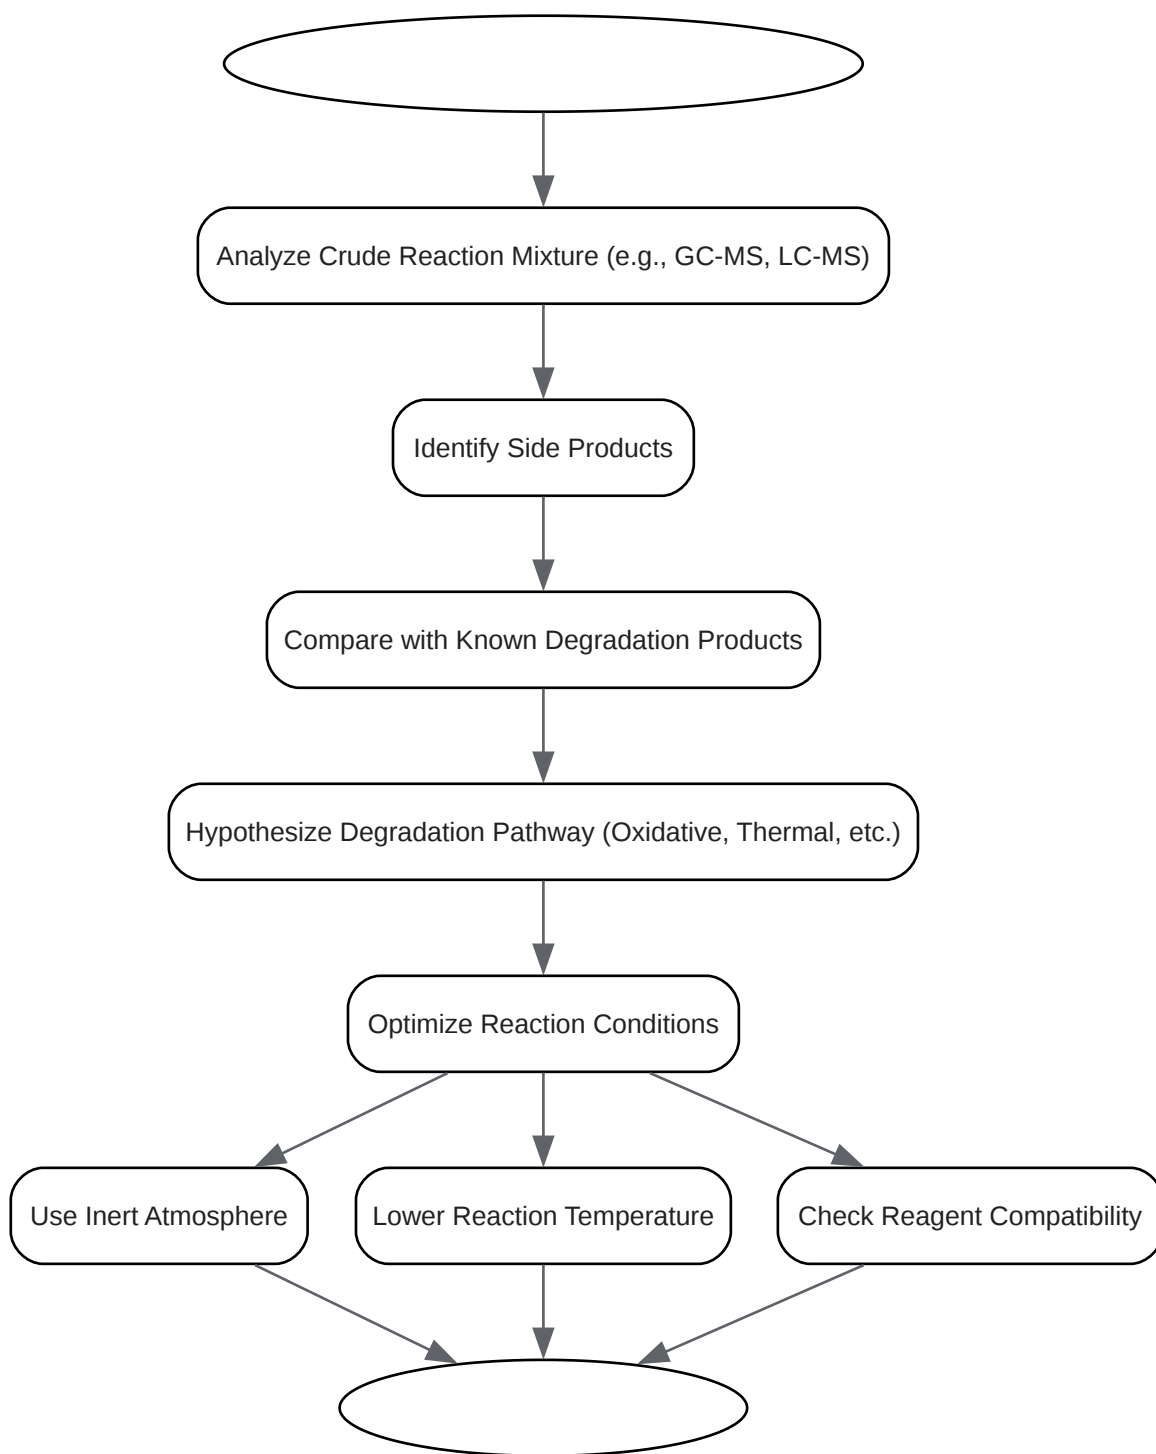 Analyze Crude Reaction Mixture (e.g., GC-MS, LC-MS)
Identify Side Products
Compare with Known Degradation Products
Hypothesize Degradation Pathway (Oxidative, Thermal, etc.)
Optimize Reaction Conditions
Use Inert Atmosphere
Lower Reaction Temperature
Check Reagent Compatibility